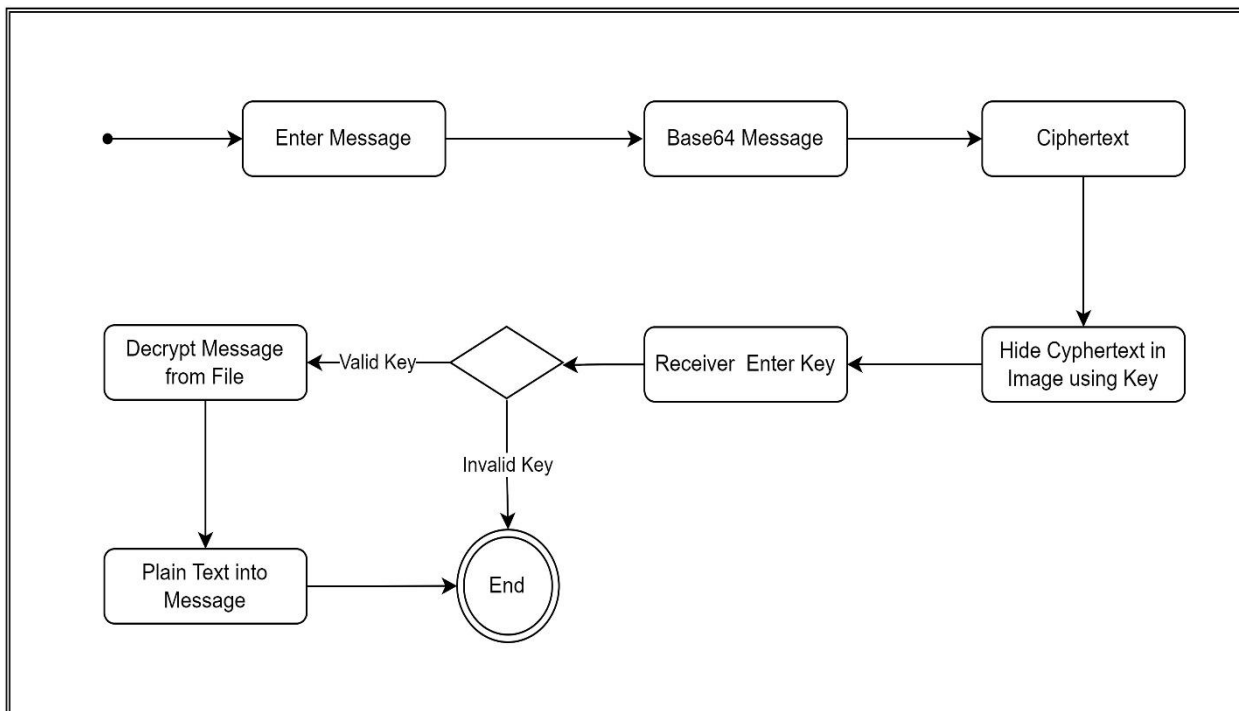 Enter Message
Base64 Message
Ciphertext
Hide Cyphertext in
Image using Key
Receiver Enter Key
Valid Key
Decrypt Message
from File
Invalid Key
Plain Text into
Message
End